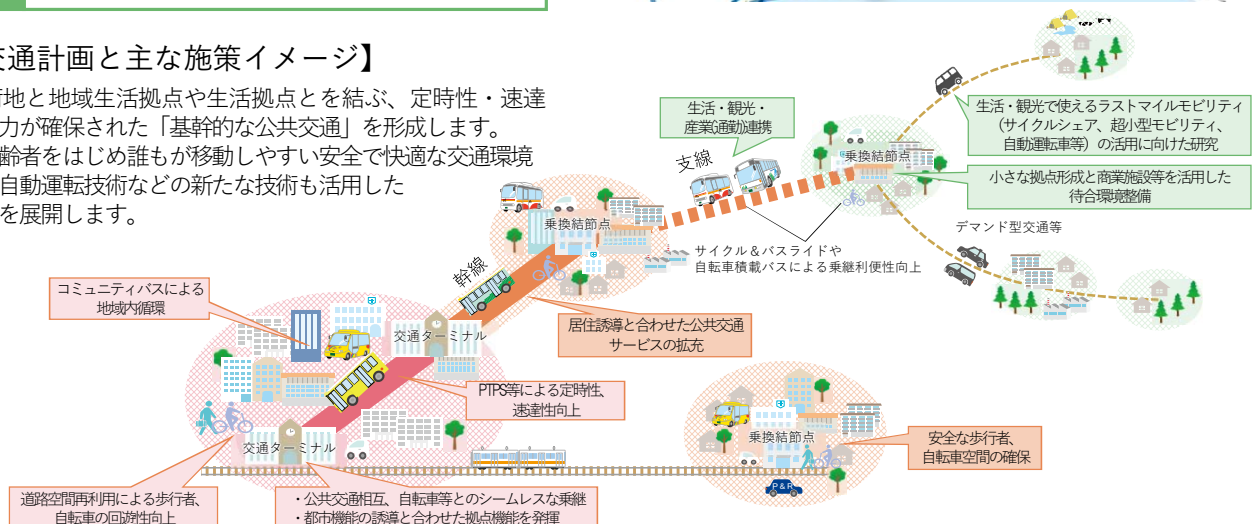 交通計画と主な施策イメージ】
街地と地域生活拠点や生活拠点とを結ぶ、定時性・速達
力が確保された「基幹的な公共交通」を形成します。
齢者をはじめ誰もが移動しやすい安全で快適な交通環境
自動運転技術などの新たな技術も活用した
を展開します。
生活・観光・
産業(通勤)連携
生活・観光で使えるラストマイルモビリティ
（サイクルシェア、超小型モビリティ、
自動運転車等）の活用に向けた研究
支線
乗換結節点
小さな拠点形成と商業施設等を活用した
待合環境整備
乗換結節点
デマンド型交通等
サイクル＆バスライドや
自転車積載バスによる乗継利便性向上
幹線
コミュニティバスによる
地域内循環
交通ターミナル
居住誘導と合わせた公共交通
サービスの拡充
PTPS等による定時性、
速達性向上
乗換結節点
安全な歩行者、
自転車空間の確保
交通ターミナル
P&R
道路空間再利用による歩行者、
自転車の回遊性向上
・公共交通相互、自転車等とのシームレスな乗継
・都市機能の誘導と合わせた拠点機能を発揮